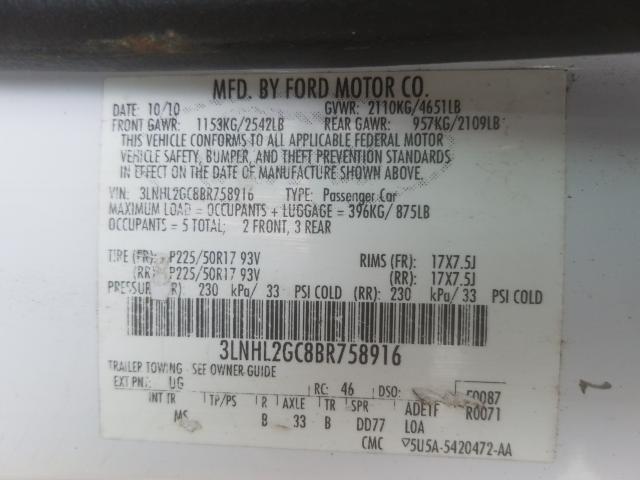 MFD. BY FORD MOTOR CO.
DATE: 10/10 GVWR: 2110KG/4651LB
FRONT GAWR: 1153KG/2542LB REAR GAWR: 957KG/2109LB
THIS VEHICLE CONFORMS TO ALL APPLICABLE FEDERAL MOTOR
VEHICLE SAFETY, BUMPER, AND THEFT PREVENTION STANDARDS
IN EFFECT ON THE DATE OF MANUFACTURE SHOWN ABOVE.
VIN: 3LNHL2GC8BR758916 TYPE: Passenger Car
MAXIMUM LOAD = OCCUPANTS + LUGGAGE = 396KG/ 875LB
OCCUPANTS = 5 TOTAL; 2 FRONT, 3 REAR
TIRE (FR): P225/50R17 93V RIMS (FR): 17X7.5J
(RR): P225/50R17 93V (RR): 17X7.5J
PRESSUR R) 230 kPa/ 33 PSI COLD (RR): 230 kPa/ 33 PSI COLD
3LNHL2GC8BR758916
TRAILER TOWING - SEE OWNER GUIDE
EXT PNT: UG RC: 46 DSO: F0087
INT TR TP/PS R AXLE TR SPR ADETF R0071
MS B 33 B DD77 LOA
CMC ▽5U5A-5420472-AA